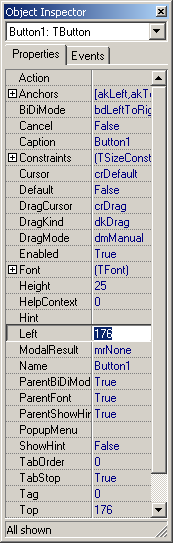 Object Inspector
Button1: TButton
Properties Events
Action
Anchors [akLeft,akTo
BiDiMode bdLeftToRig
Cancel False
Caption Button1
Constraints (TSizeConst
Cursor crDefault
Default False
DragCursor crDrag
DragKind dkDrag
DragMode dmManual
Enabled True
Font (TFont)
Height 25
HelpContext 0
Hint
Left 176
ModalResult mrNone
Name Button1
ParentBiDiMod True
ParentFont True
ParentShowHir True
PopupMenu
ShowHint False
TabOrder 0
TabStop True
Tag 0
Top 176
All shown